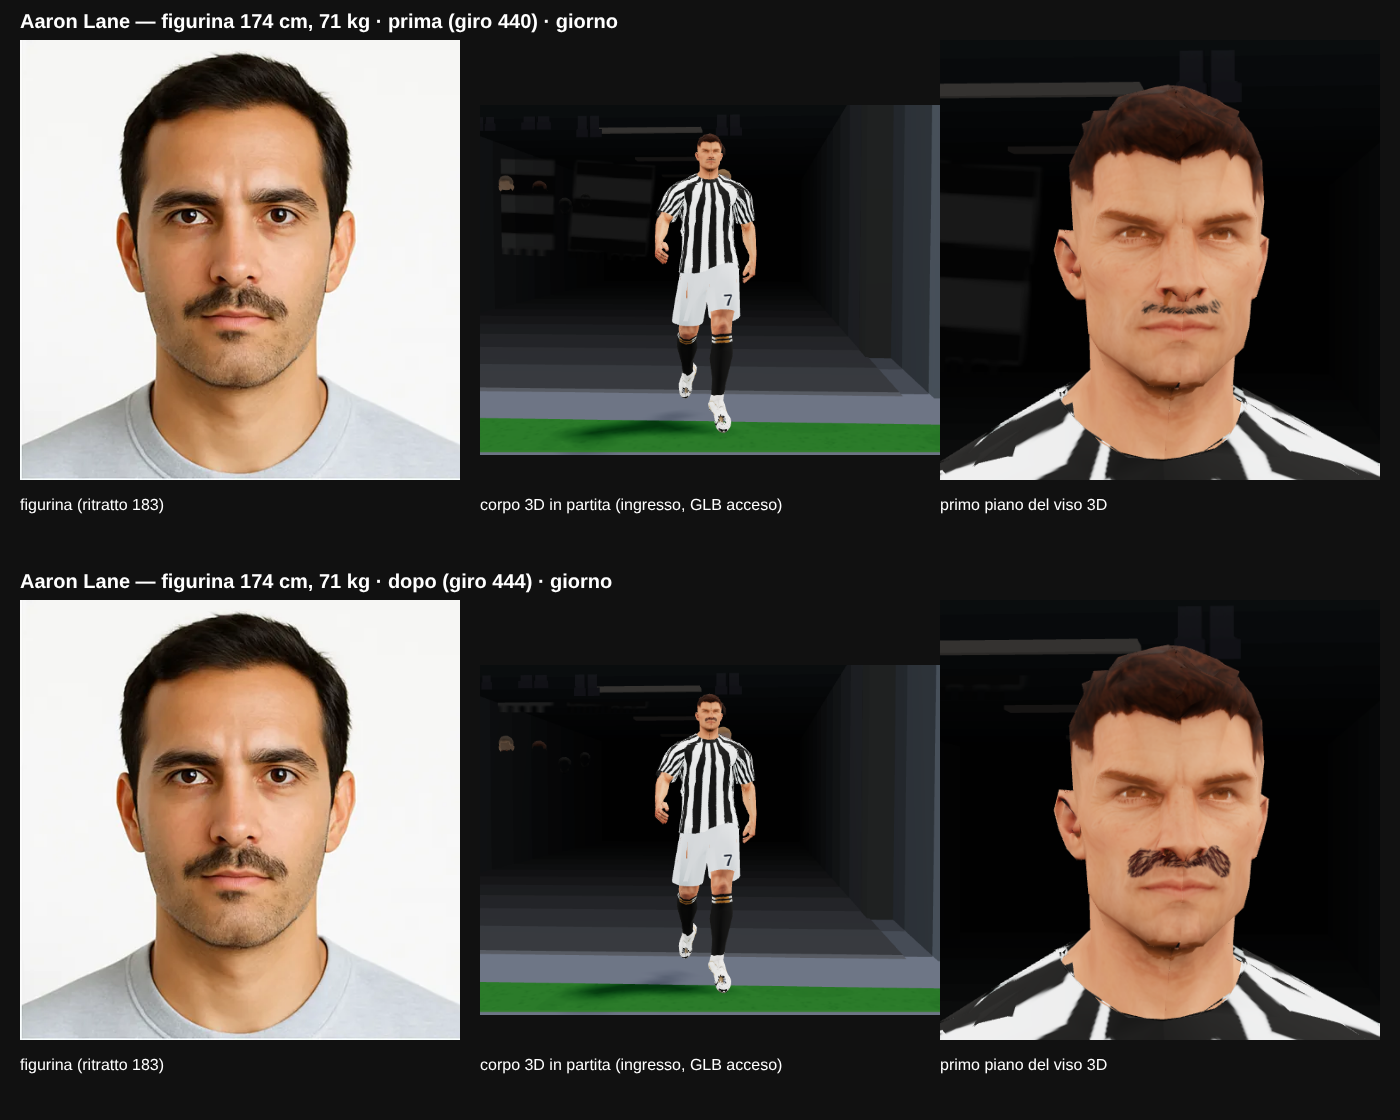 Aaron Lane — figurina 174 cm, 71 kg · prima (giro 440) · giorno
7
figurina (ritratto 183)
corpo 3D in partita (ingresso, GLB acceso)
primo piano del viso 3D
Aaron Lane — figurina 174 cm, 71 kg · dopo (giro 444) · giorno
7
figurina (ritratto 183)
corpo 3D in partita (ingresso, GLB acceso)
primo piano del viso 3D